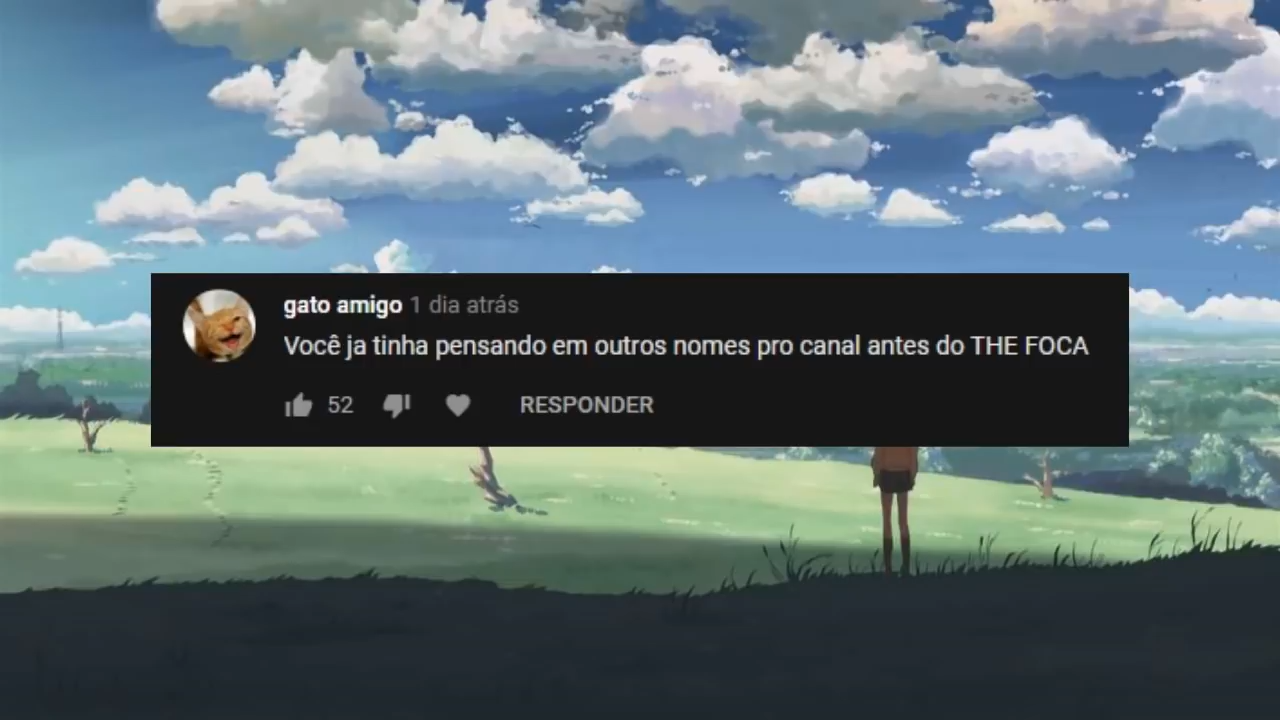 gato amigo 1 dia atrás
Você ja tinha pensando em outros nomes pro canal antes do THE FOCA
52 RESPONDER